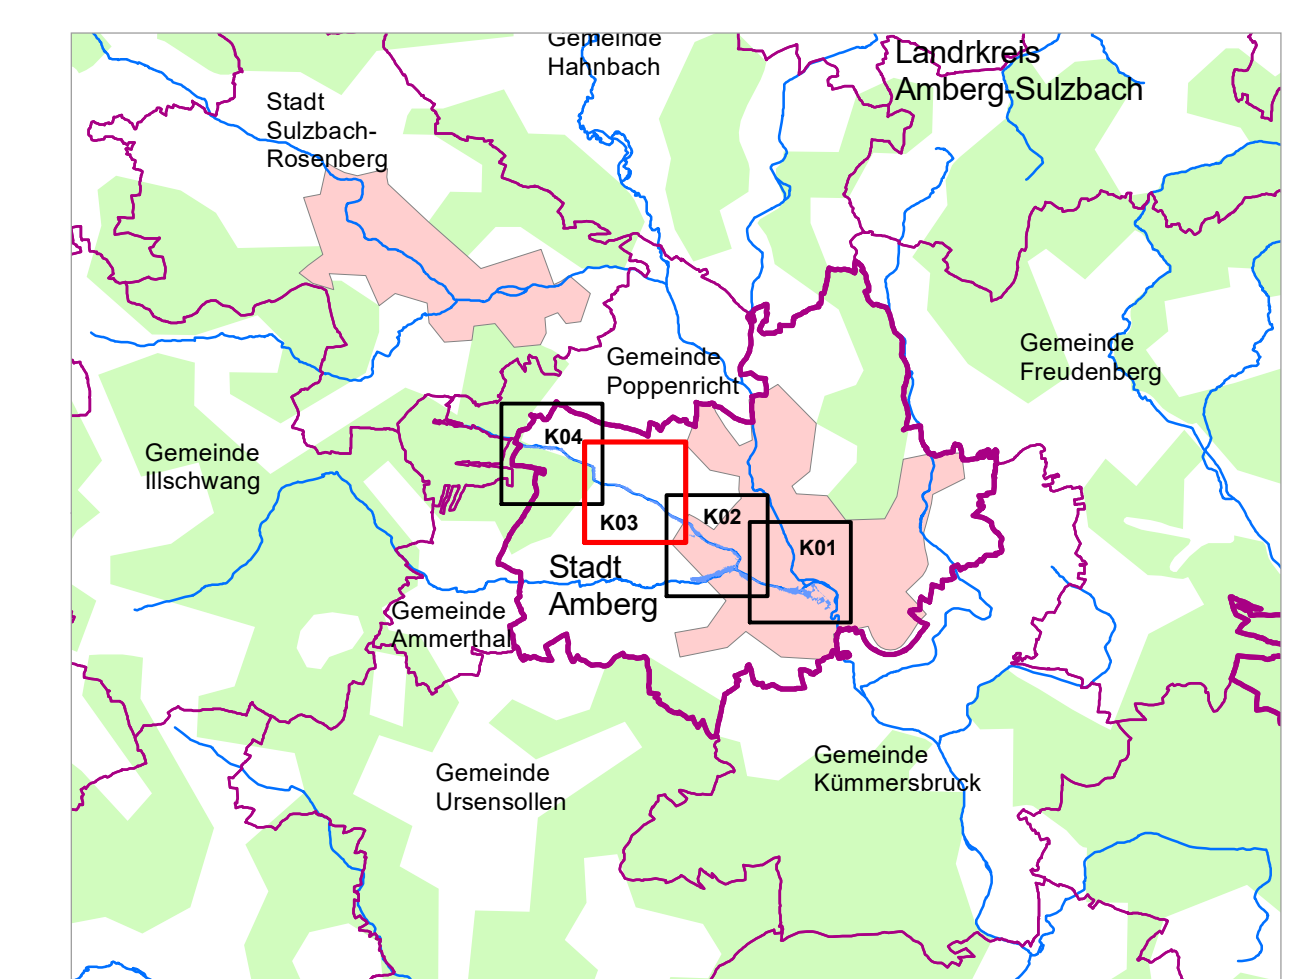 Gemeinde
Hahnbach
Landrkreis
Amberg-Sulzbach
Stadt
Sulzbach-
Rosenberg
Gemeinde
Freudenberg
Gemeinde
Poppenricht
K04
Gemeinde
Illschwang
K03
K02
K01
Stadt
Amberg
Gemeinde
Ammerthal
Gemeinde
Kümmersbruck
Gemeinde
Ursensollen